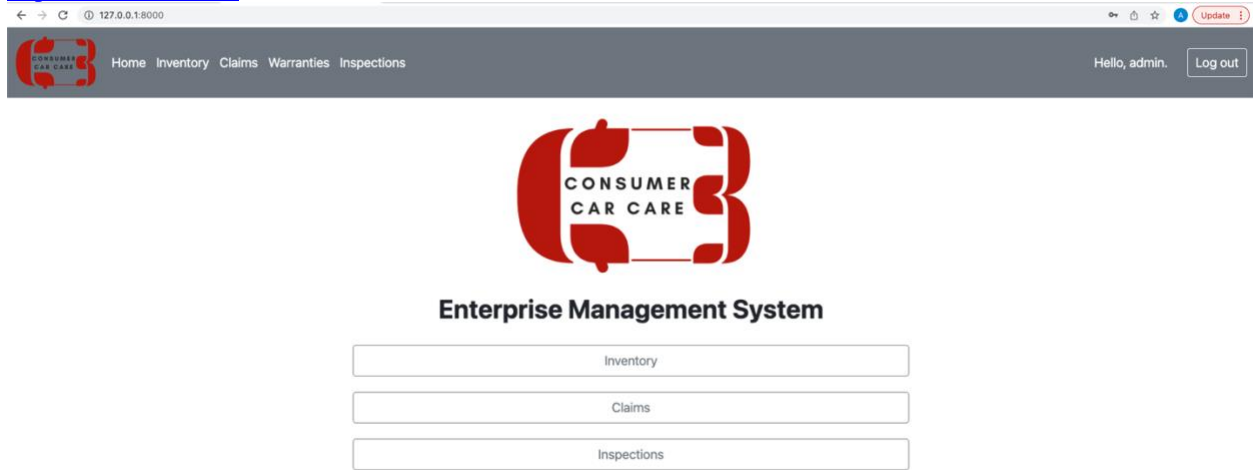 127.0.0.1:8000
A Update
CONSUMER
CAR CARE
Home Inventory Claims Warranties Inspections Hello, admin. Log out
CONSUMER
CAR CARE
Enterprise Management System
Inventory
Claims
Inspections